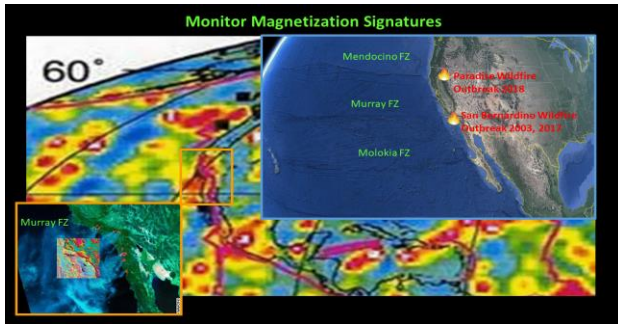 Monitor Magnetization Signatures
60°
Mendocino FZ
Paradise Wildfire
Outbreak 2018
Murray FZ
San Bernardino Wildfire
Outbreak 2003, 2017
Molokia FZ
Murray FZ